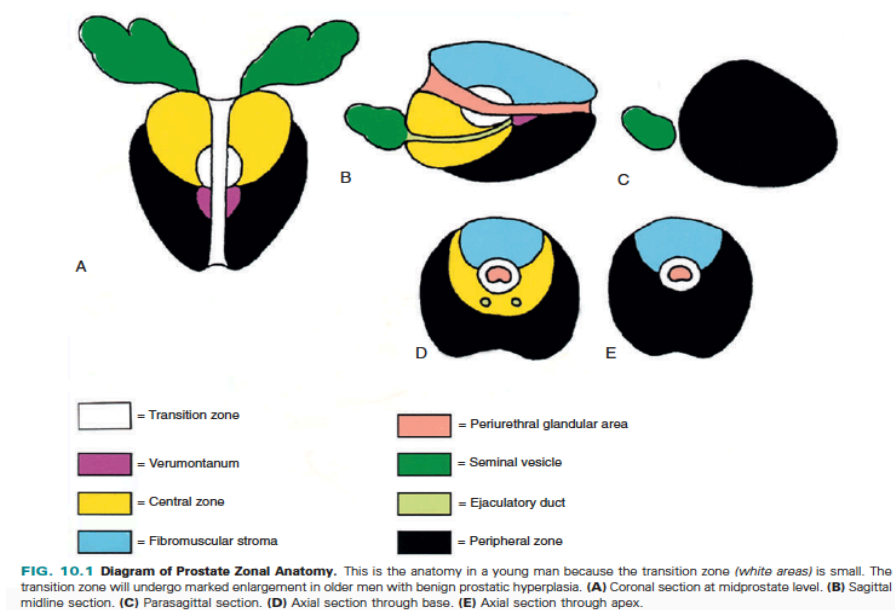 A
B
C
D
E
= Transition zone
= Periurethral glandular area
= Verumontanum
= Seminal vesicle
= Central zone
= Ejaculatory duct
= Fibromuscular stroma
= Peripheral zone
FIG. 10.1 Diagram of Prostate Zonal Anatomy. This is the anatomy in a young man because the transition zone (white areas) is small. The
transition zone will undergo marked enlargement in older men with benign prostatic hyperplasia. (A) Coronal section at midprostate level. (B) Sagittal
midline section. (C) Parasagittal section. (D) Axial section through base. (E) Axial section through apex.